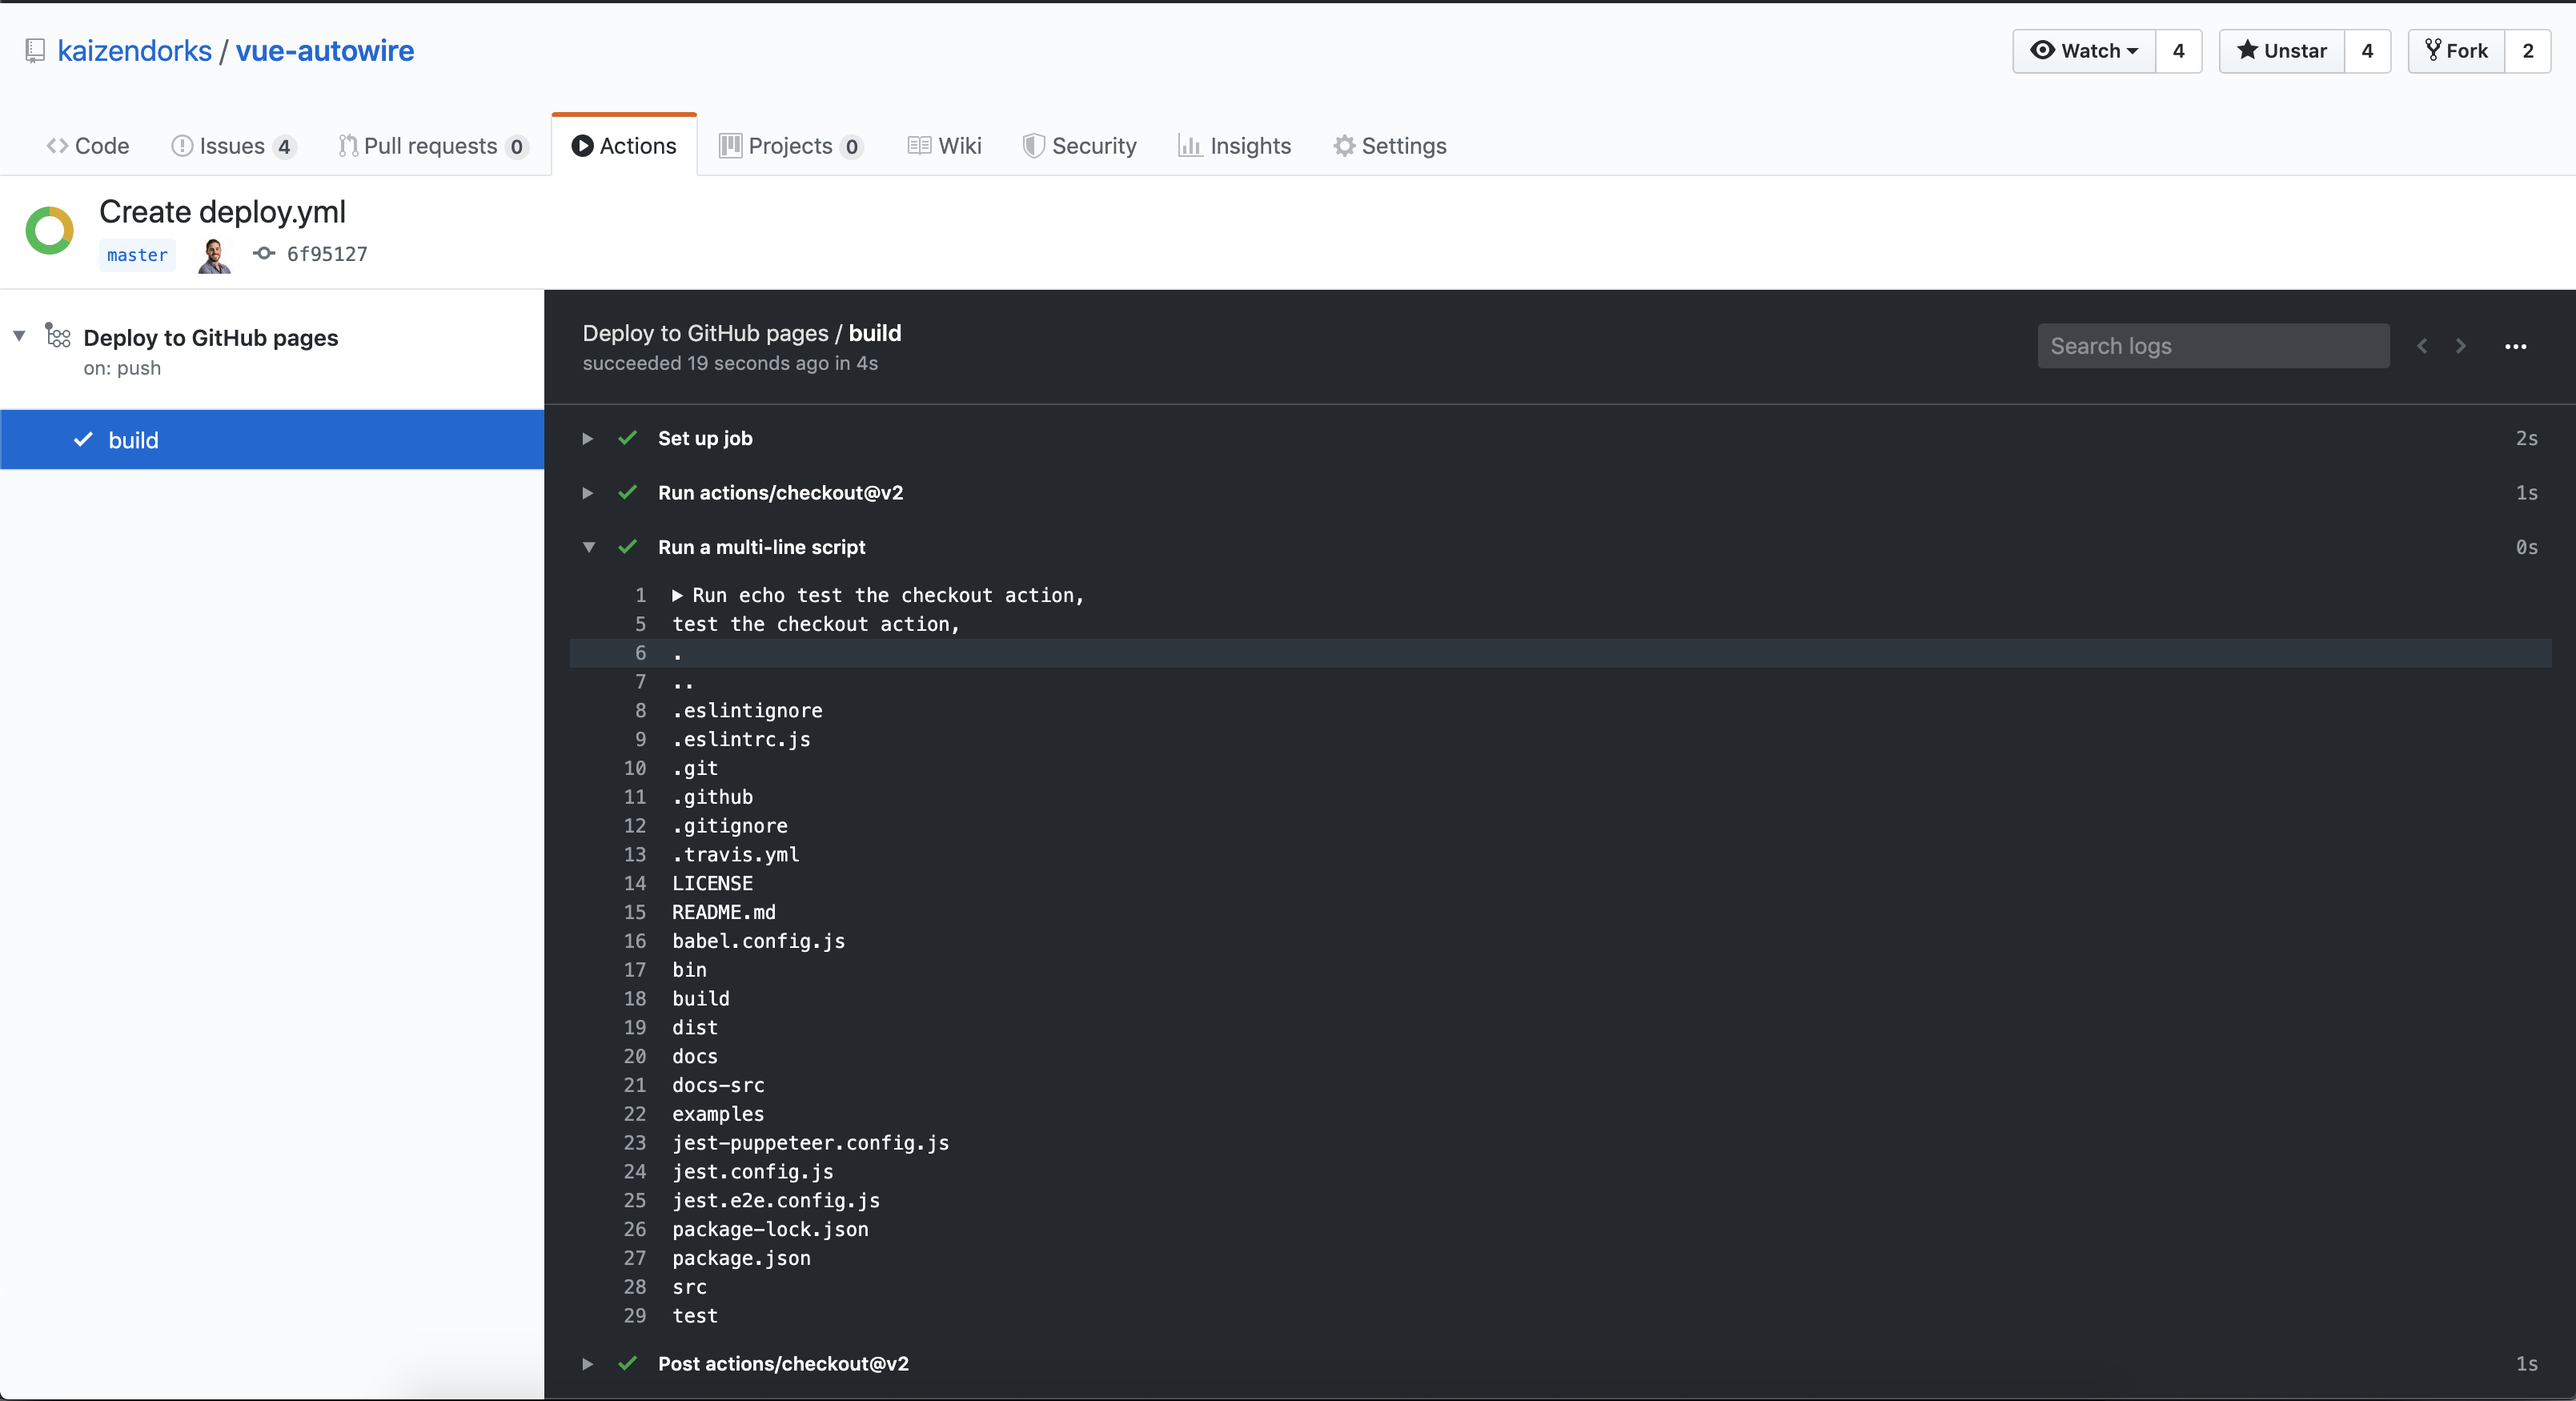 kaizendorks / vue-autowire
Watch 4 Unstar 4 Fork 2
Code Issues 4 Pull requests 0 Actions Projects 0 Wiki Security Insights Settings
Create deploy.yml
master 6f95127
Deploy to GitHub pages
on: push
build
Deploy to GitHub pages / build
succeeded 19 seconds ago in 4s
Search logs
Set up job 2s
Run actions/checkout@v2 1s
Run a multi-line script 0s
1 Run echo test the checkout action,
5 test the checkout action,
6 .
7 ..
8 .eslintignore
9 .eslintrc.js
10 .git
11 .github
12 .gitignore
13 .travis.yml
14 LICENSE
15 README.md
16 babel.config.js
17 bin
18 build
19 dist
20 docs
21 docs-src
22 examples
23 jest-puppeteer.config.js
24 jest.config.js
25 jest.e2e.config.js
26 package-lock.json
27 package.json
28 src
29 test
Post actions/checkout@v2 1s